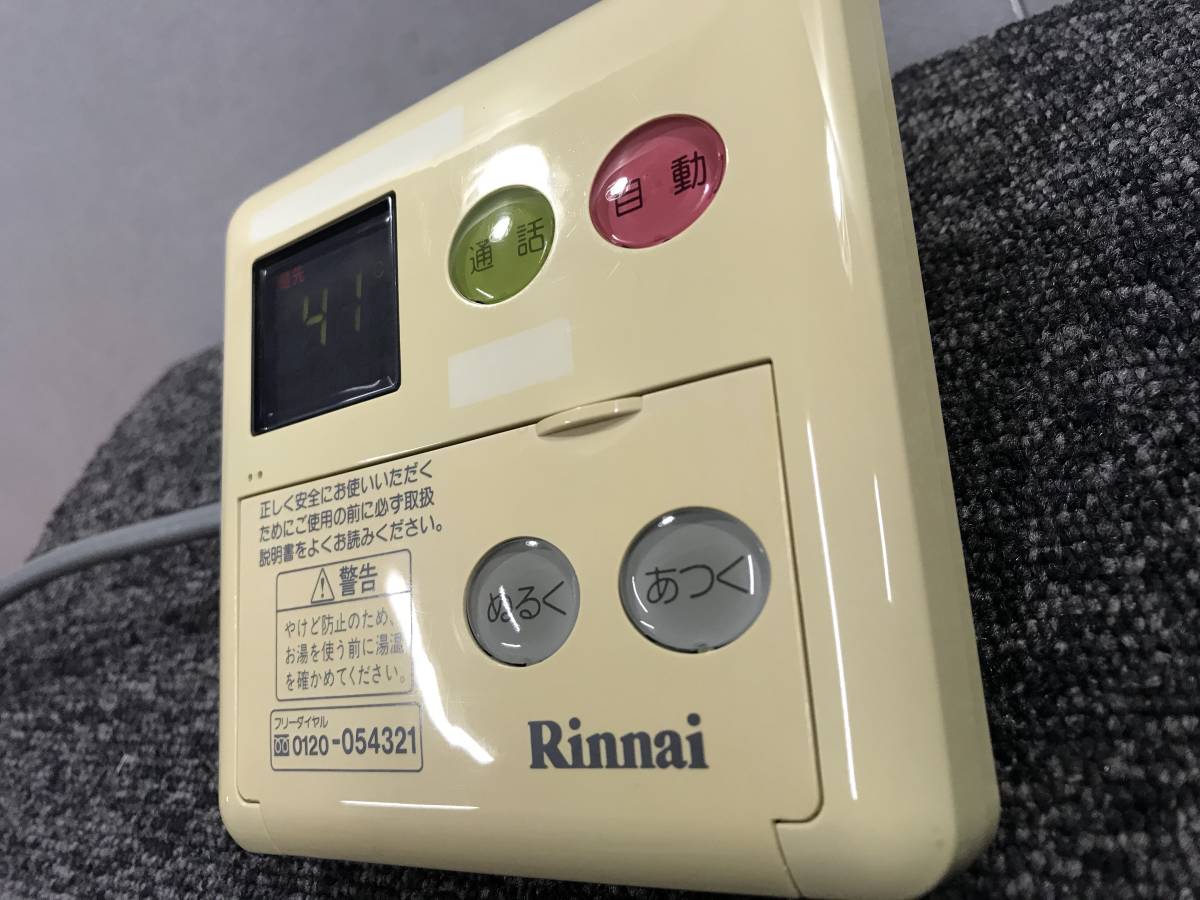 優先
41 ℃
通話
自動
正しく安全にお使いいただく
ためにご使用の前に必ず取扱
説明書をよくお読みください。
警告
やけど防止のため、
お湯を使う前に湯温
を確かめてください。
フリーダイヤル
0120-054321
ぬるく
あつく
Rinnai